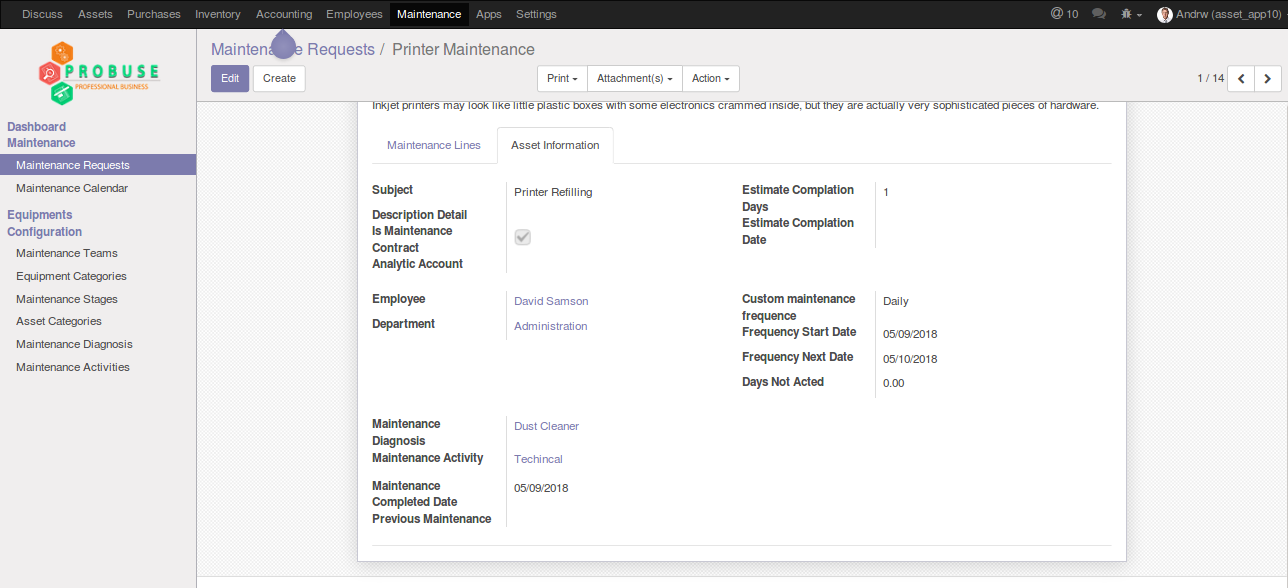 Discuss Assets Purchases Inventory Accounting Employees Maintenance Apps Settings @ 10 Andrw (asset_app10)
PROBUSE
PROFESSIONAL BUSINESS
Maintenance Requests / Printer Maintenance
Edit Create Print Attachment(s) Action 1 / 14
Dashboard
Maintenance
Maintenance Requests
Maintenance Calendar
Equipments
Configuration
Maintenance Teams
Equipment Categories
Maintenance Stages
Asset Categories
Maintenance Diagnosis
Maintenance Activities
Inkjet printers may look like little plastic boxes with some electronics crammed inside, but they are actually very sophisticated pieces of hardware.
Maintenance Lines Asset Information
Subject Printer Refilling
Description Detail
Is Maintenance
Contract
Analytic Account
Estimate Complation 1
Days
Estimate Complation
Date
Employee David Samson
Department Administration
Custom maintenance Daily
frequence
Frequency Start Date 05/09/2018
Frequency Next Date 05/10/2018
Days Not Acted 0.00
Maintenance Dust Cleaner
Diagnosis
Maintenance Activity Techincal
Maintenance 05/09/2018
Completed Date
Previous Maintenance